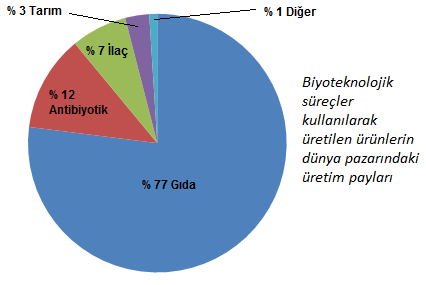 % 3 Tarım
% 1 Diğer
% 7 İlaç
% 12
Antibiyotik
% 77 Gıda
Biyoteknolojik
süreçler
kullanılarak
üretilen ürünlerin
dünya pazarındaki
üretim payları